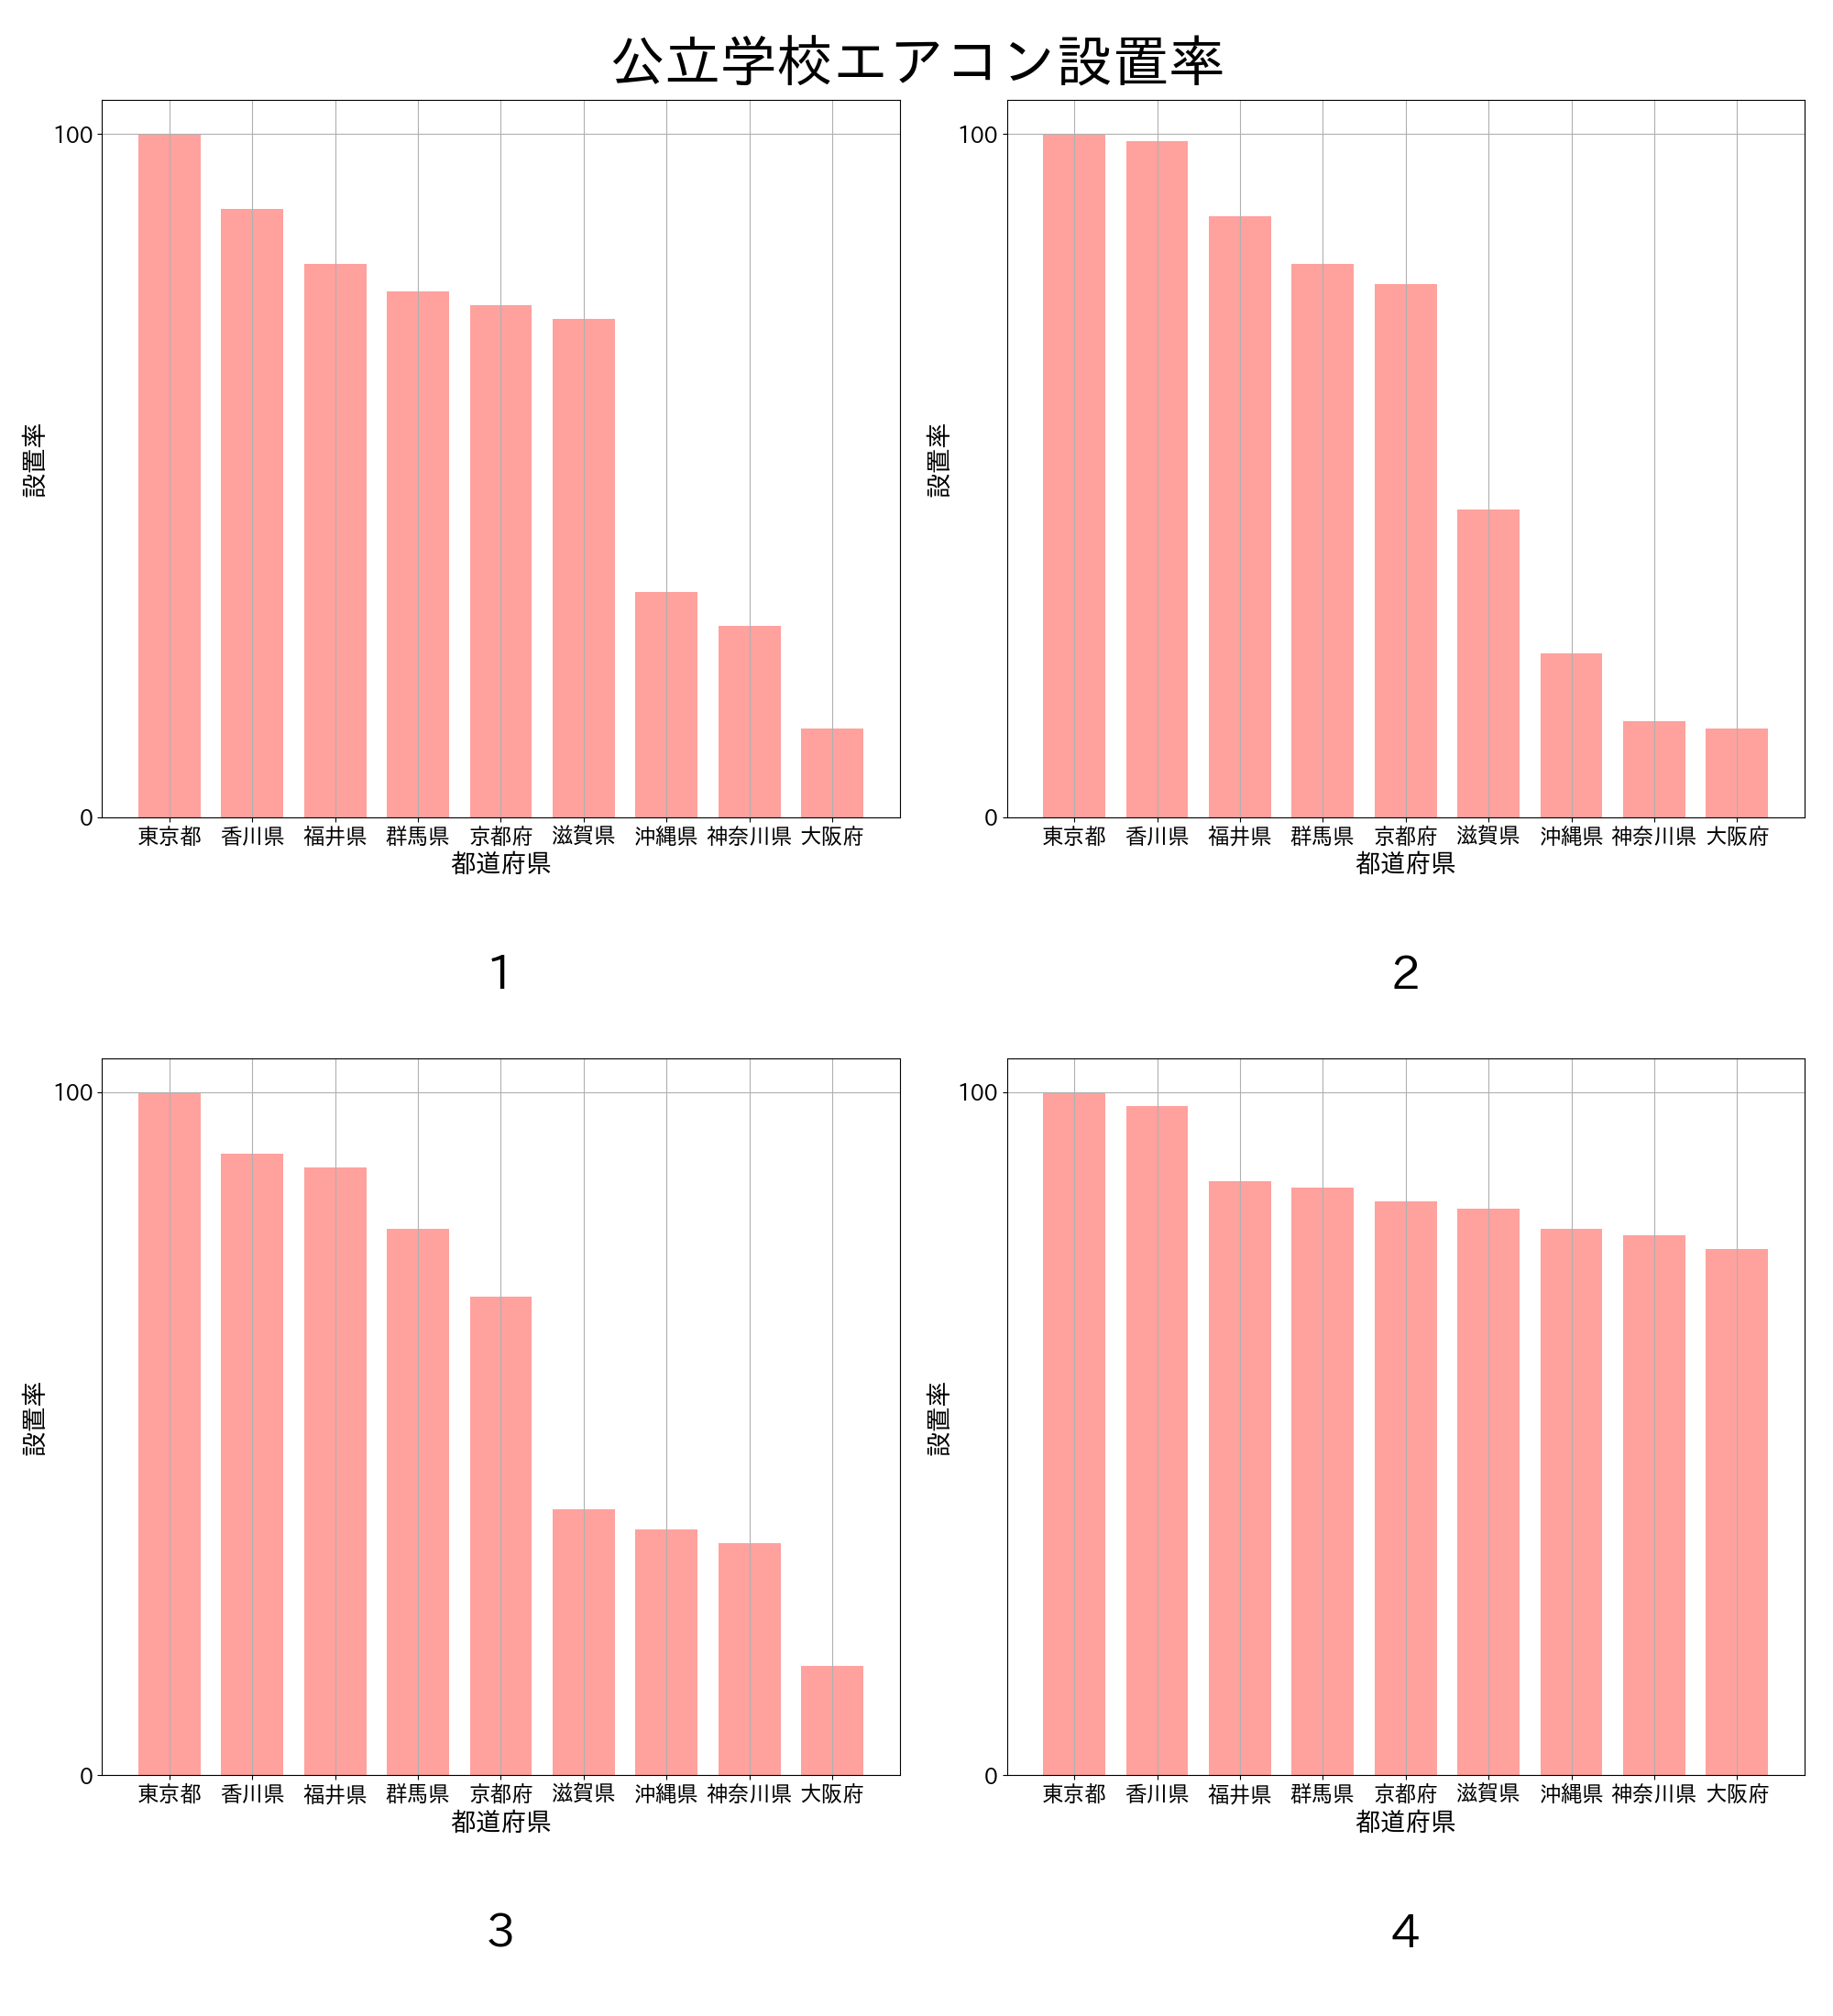 公立学校エアコン設置率
100
0
設置率
東京都 香川県 福井県 群馬県 京都府 滋賀県 沖縄県 神奈川県 大阪府
都道府県
1
100
0
設置率
東京都 香川県 福井県 群馬県 京都府 滋賀県 沖縄県 神奈川県 大阪府
都道府県
2
100
0
設置率
東京都 香川県 福井県 群馬県 京都府 滋賀県 沖縄県 神奈川県 大阪府
都道府県
3
100
0
設置率
東京都 香川県 福井県 群馬県 京都府 滋賀県 沖縄県 神奈川県 大阪府
都道府県
4